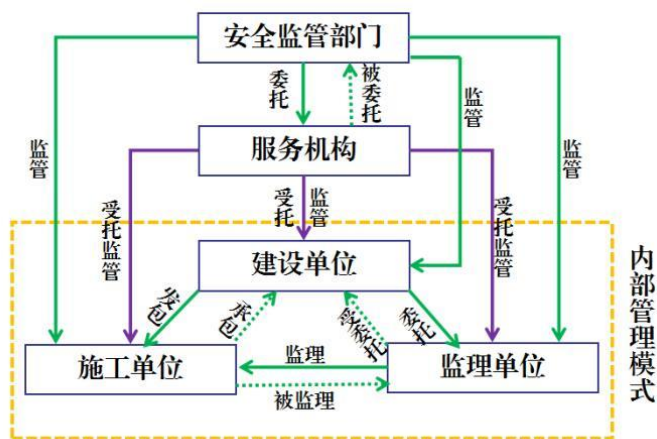 安全监管部门
委托
被委托
监管
监管
监管
服务机构
受托监管
受托
监管
受托监管
建设单位
发包
承包
受委托
委托
施工单位
监理
被监理
监理单位
内部管理模式